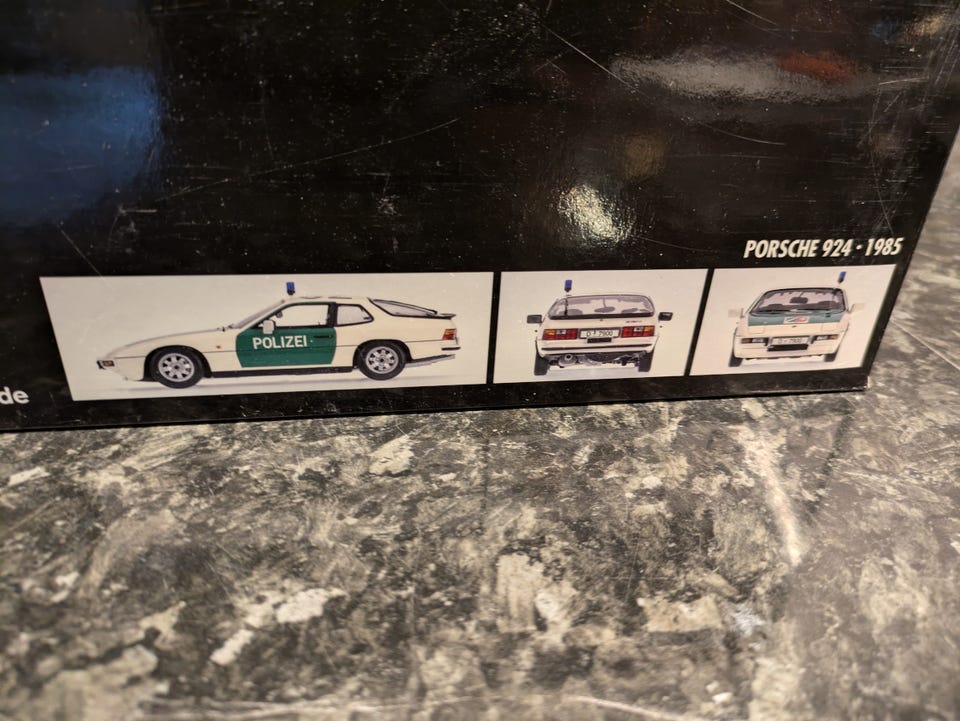 PORSCHE 924 · 1985
POLIZEI
de